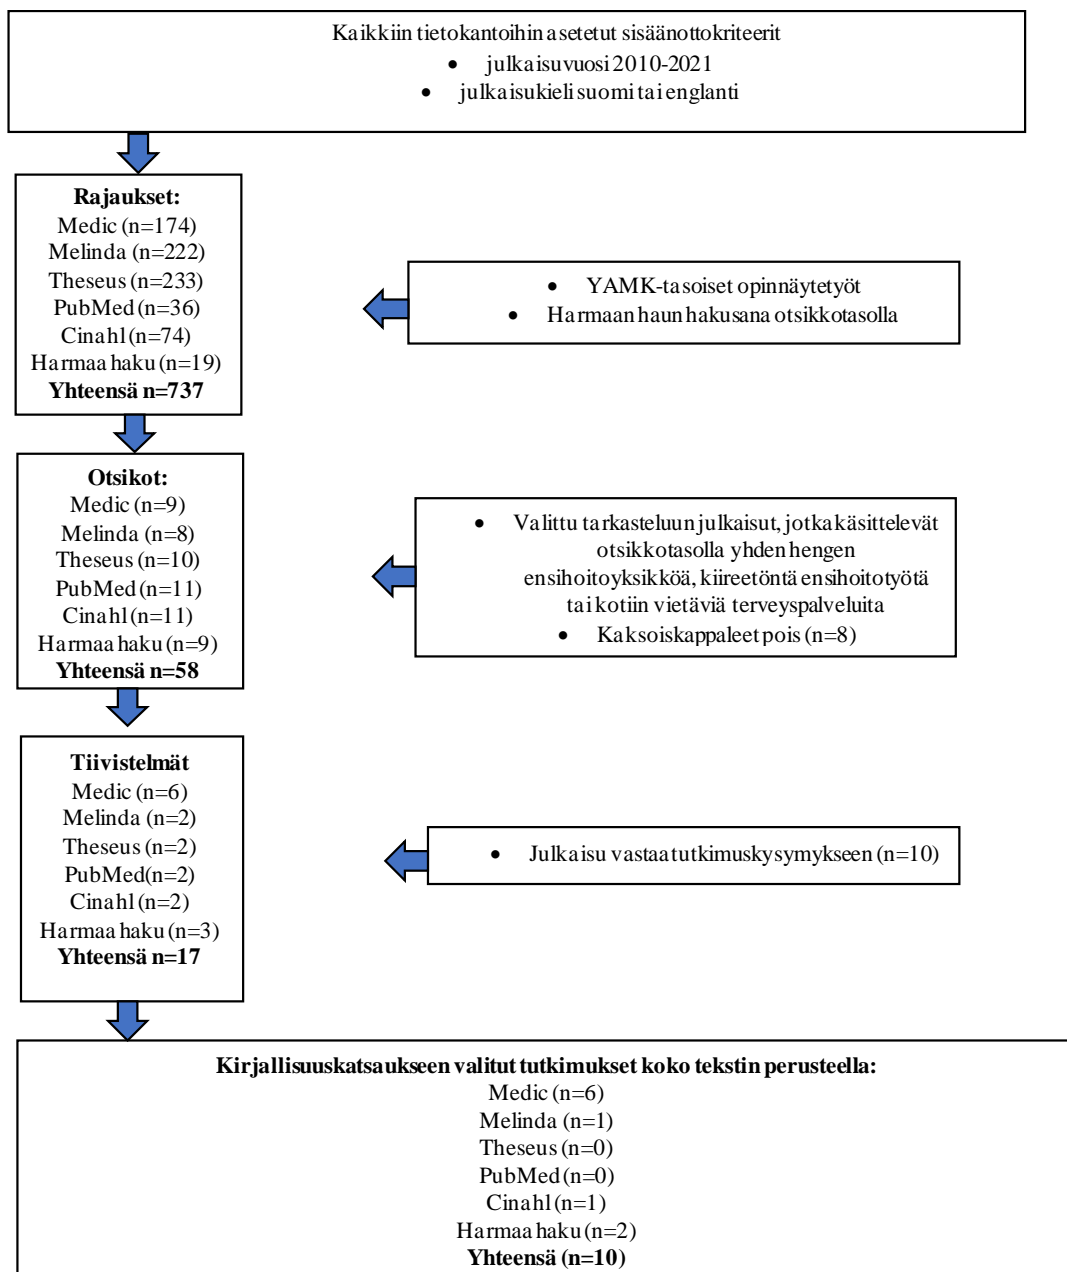 Kaikkiin tietokantoihin asetetut sisäänottokriteerit
• julkaisuvuosi 2010-2021
• julkaisukieli suomi tai englanti
Rajaukset:
Medic (n=174)
Melinda (n=222)
Theseus (n=233)
PubMed (n=36)
Cinahl (n=74)
Harmaa haku (n=19)
Yhteensä n=737
• YAMK-tasoiset opinnäytetyöt
• Harmaan haun hakusana otsikkotasolla
Otsikot:
Medic (n=9)
Melinda (n=8)
Theseus (n=10)
PubMed (n=11)
Cinahl (n=11)
Harmaa haku (n=9)
Yhteensä n=58
• Valittu tarkasteluun julkaisut, jotka käsittelevät
otsikkotasolla yhden hengen
ensihoitoyksikköä, kiireetöntä ensihoitotyötä
tai kotiin vietäviä terveyspalveluita
• Kaksoiskappaleet pois (n=8)
Tiivistelmät
Medic (n=6)
Melinda (n=2)
Theseus (n=2)
PubMed(n=2)
Cinahl (n=2)
Harmaa haku (n=3)
Yhteensä n=17
• Julkaisu vastaa tutkimuskysymykseen (n=10)
Kirjallisuuskatsaukseen valitut tutkimukset koko tekstin perusteella:
Medic (n=6)
Melinda (n=1)
Theseus (n=0)
PubMed (n=0)
Cinahl (n=1)
Harmaa haku (n=2)
Yhteensä (n=10)